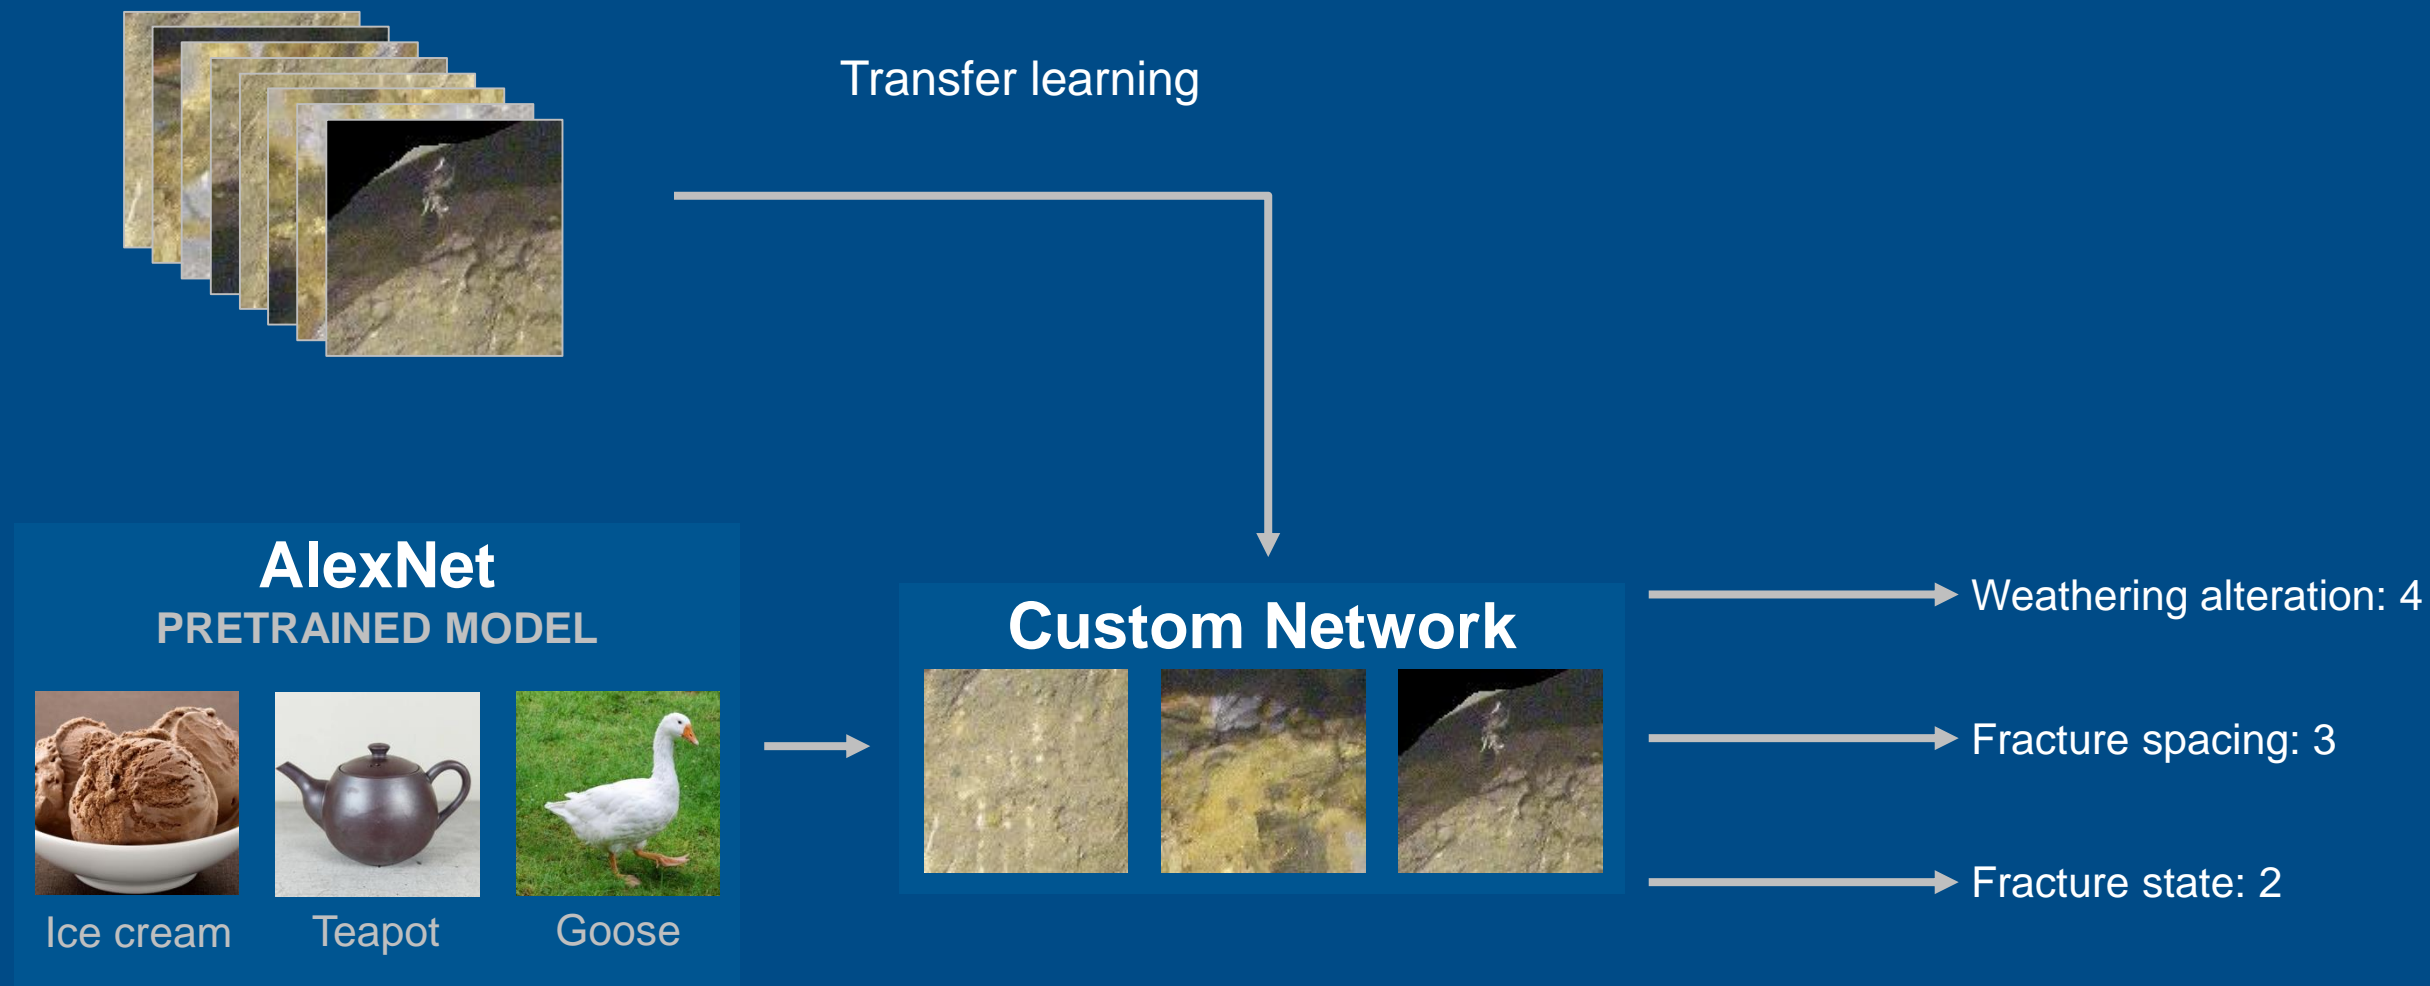 Transfer learning
AlexNet
PRETRAINED MODEL
Ice cream
Teapot
Goose
Custom Network
Weathering alteration: 4
Fracture spacing: 3
Fracture state: 2